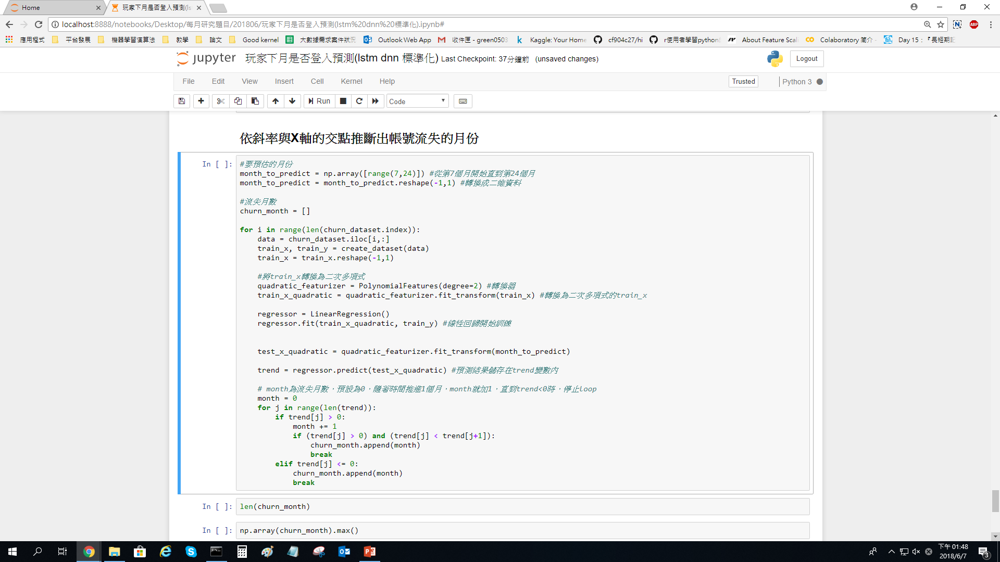 Home
玩家下月是否登入預測(ls
localhost:8888/notebooks/Desktop/每月研究題目/201806/玩家下月是否登入預測(lstm%20dnn%20標準化).ipynb#
應用程式 平台發展 機器學習演算法 教學 論文 Good kernel 大數據需求案件狀況 Outlook Web App 收件匣 - green0503 Kaggle: Your Home cf904c27/hi r使用者學習python About Feature Scal Colaboratory 簡介 - Day 15：『長短期記
jupyter 玩家下月是否登入預測(lstm dnn 標準化) Last Checkpoint: 37分鐘前 (unsaved changes)
Logout
File Edit View Insert Cell Kernel Help
Trusted
Python 3
Run
Code
依斜率與X軸的交點推斷出帳號流失的月份
In [ ]:
#要預估的月份
month_to_predict = np.array([range(7,24)]) #從第7個月開始直到第24個月
month_to_predict = month_to_predict.reshape(-1,1) #轉換成二維資料
#流失月數
churn_month = []
for i in range(len(churn_dataset.index)):
    data = churn_dataset.iloc[i,:]
    train_x, train_y = create_dataset(data)
    train_x = train_x.reshape(-1,1)
    #將train_x轉換為二次多項式
    quadratic_featurizer = PolynomialFeatures(degree=2) #轉換器
    train_x_quadratic = quadratic_featurizer.fit_transform(train_x) #轉換為二次多項式的train_x
    regressor = LinearRegression()
    regressor.fit(train_x_quadratic, train_y) #線性回歸開始訓練
    test_x_quadratic = quadratic_featurizer.fit_transform(month_to_predict)
    trend = regressor.predict(test_x_quadratic) #預測結果儲存在trend變數內
    # month為流失月數，預設為0，隨著時間推進1個月，month就加1，直到trend<0時，停止loop
    month = 0
    for j in range(len(trend)):
        if trend[j] > 0:
            month += 1
            if (trend[j] > 0) and (trend[j] < trend[j+1]):
                churn_month.append(month)
                break
        elif trend[j] <= 0:
            churn_month.append(month)
            break
In [ ]: len(churn_month)
In [ ]: np.array(churn_month).max()
下午 01:48
2018/6/7
3